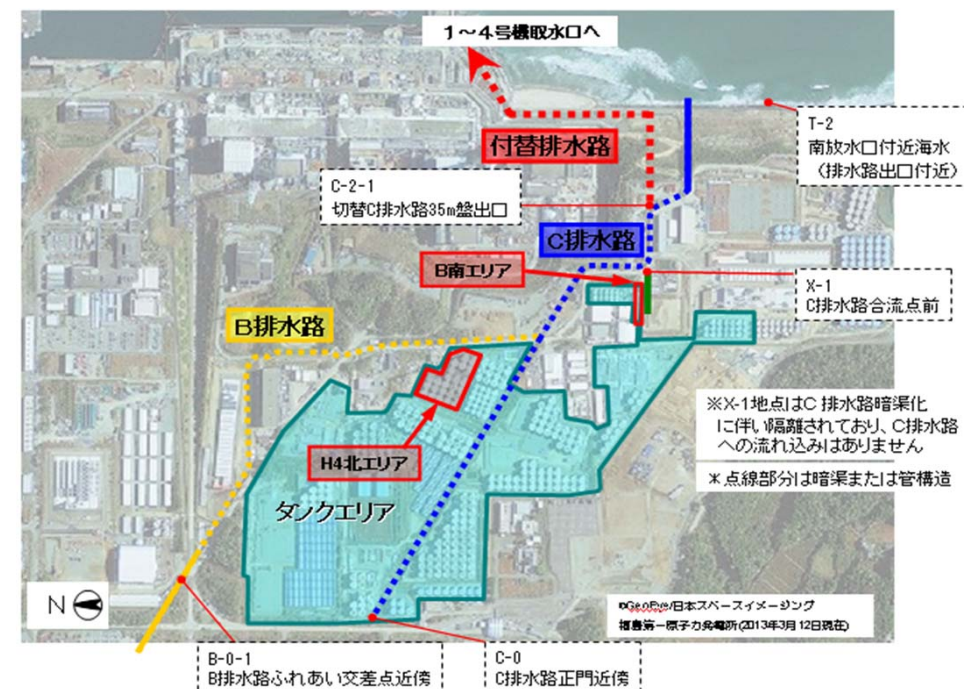 1~4号機取水口へ
付替排水路
T-2
南放水口付近海水
(排水路出口付近)
C-2-1
切替C排水路35m盤出口
C排水路
B南エリア
X-1
C排水路合流点前
B排水路
※X-1地点はC排水路暗渠化
に伴い隔離されており、C排水路
への流れ込みはありません
H4北エリア
*点線部分は暗渠または管構造
タンクエリア
N
©GeoEye/日本スペースイメージング
福島第一原子力発電所(2013年3月12日現在)
B-0-1
B排水路ふれあい交差点近傍
C-0
C排水路正門近傍